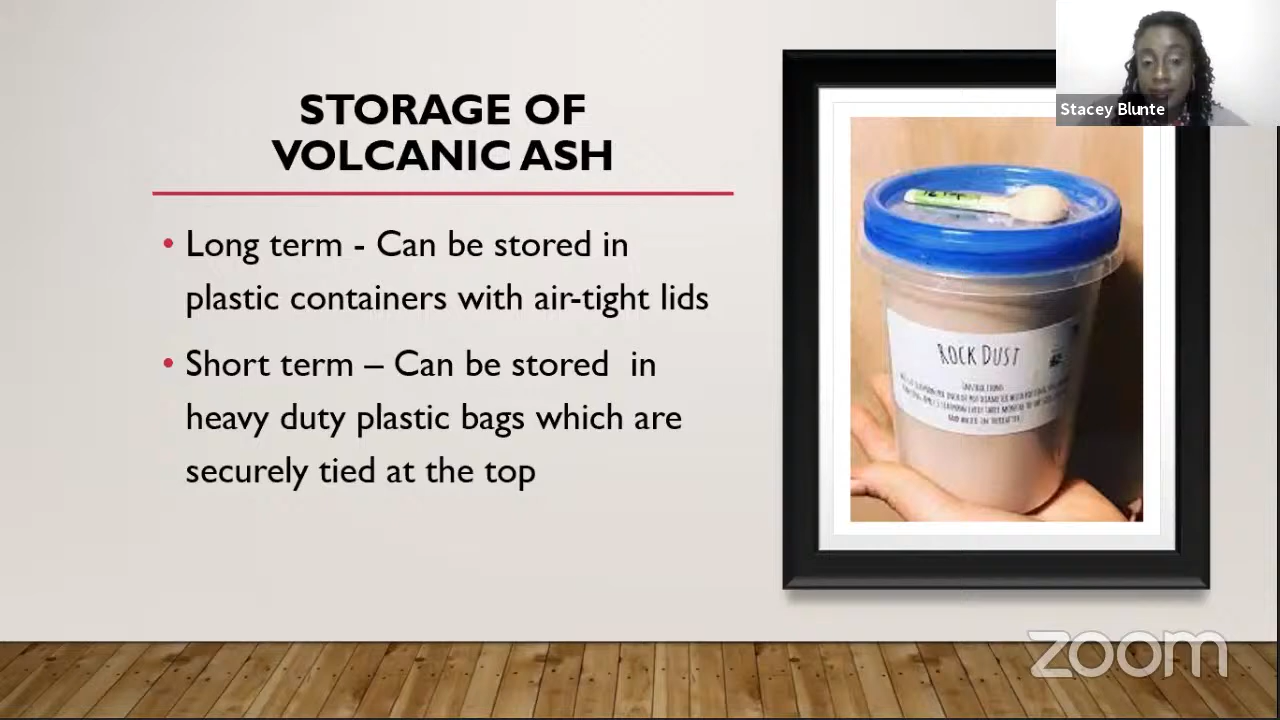 STORAGE OF
VOLCANIC ASH
• Long term - Can be stored in
plastic containers with air-tight lids
• Short term – Can be stored in
heavy duty plastic bags which are
securely tied at the top
Stacey Blunte
ROCK DUST
INSTRUCTIONS
zoom